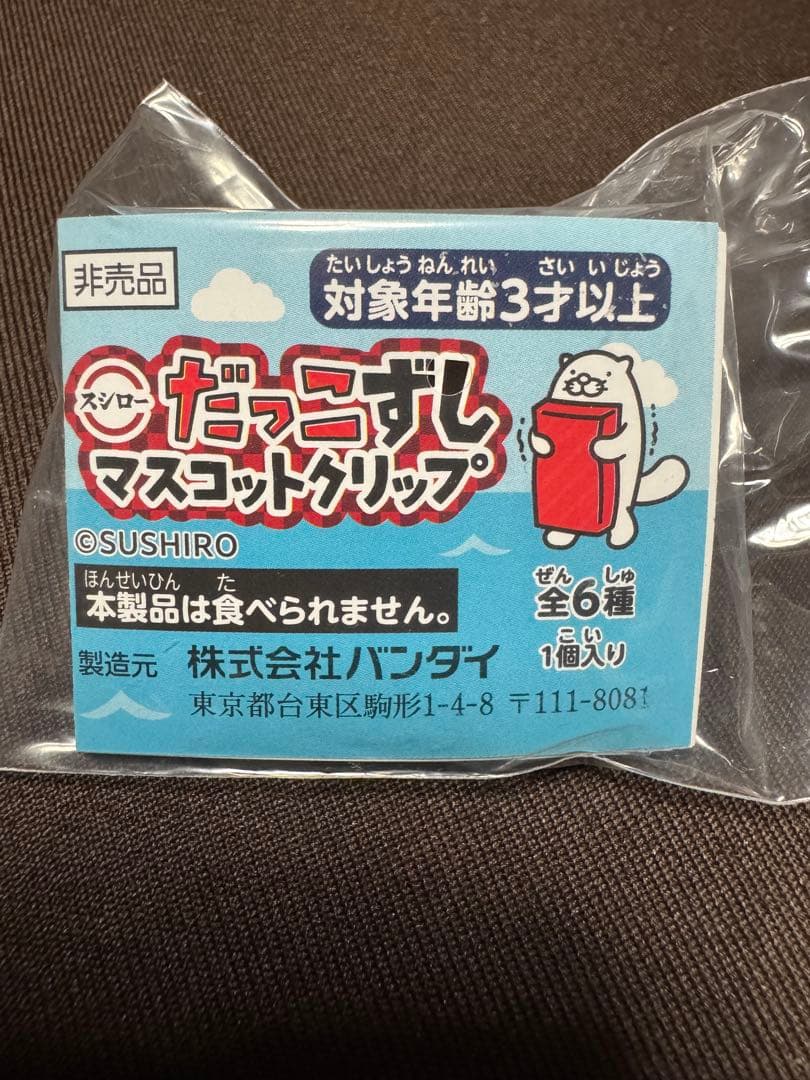 非売品
たいしょうねんれい さいいじょう
対象年齢3才以上
スシロー だっこずし
マスコットクリップ
©SUSHIRO
ほんせいひん た
本製品は食べられません。
ぜん しゅ
全6種
こ い
1個入り
製造元 株式会社バンダイ
東京都台東区駒形1-4-8 〒111-8081